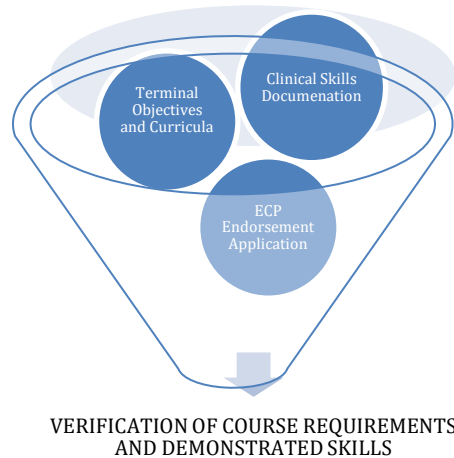 Terminal
Objectives
and Curricula
Clinical Skills
Documenation
ECP
Endorsement
Application
VERIFICATION OF COURSE REQUIREMENTS
AND DEMONSTRATED SKILLS